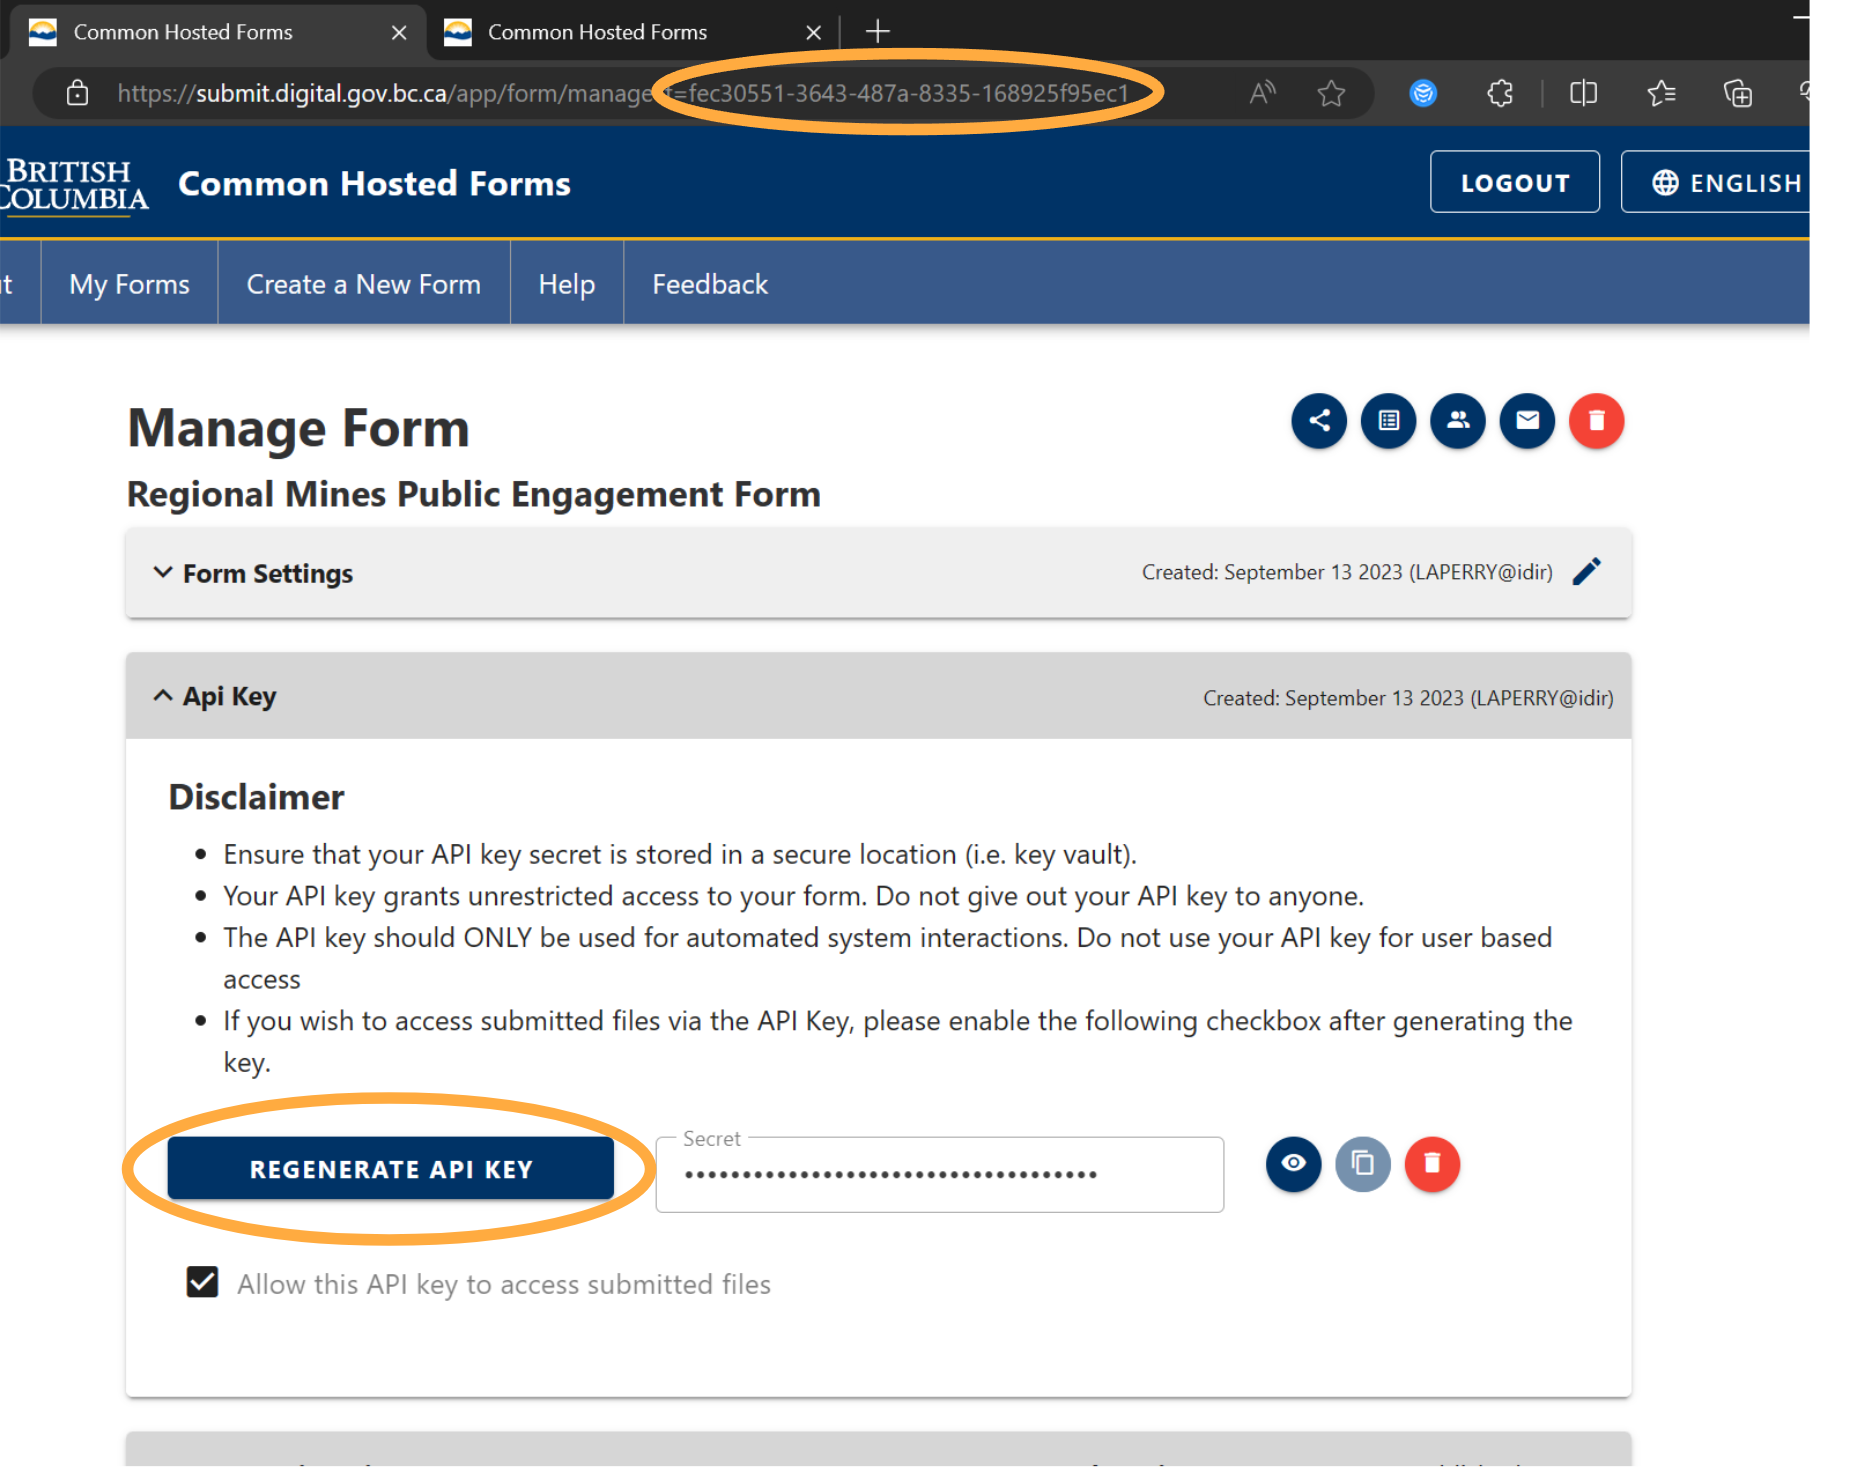 Common Hosted Forms
Common Hosted Forms
https://submit.digital.gov.bc.ca/app/form/manage =fec30551-3643-487a-8335-168925f95ec1
BRITISH
COLUMBIA
Common Hosted Forms
LOGOUT
ENGLISH
t
My Forms
Create a New Form
Help
Feedback
Manage Form
Regional Mines Public Engagement Form
Form Settings
Created: September 13 2023 (LAPERRY@idir)
Api Key
Created: September 13 2023 (LAPERRY@idir)
Disclaimer
• Ensure that your API key secret is stored in a secure location (i.e. key vault).
• Your API key grants unrestricted access to your form. Do not give out your API key to anyone.
• The API key should ONLY be used for automated system interactions. Do not use your API key for user based
access
• If you wish to access submitted files via the API Key, please enable the following checkbox after generating the
key.
REGENERATE API KEY
Secret
••••••••••••••••••••••••••••••••••••
Allow this API key to access submitted files